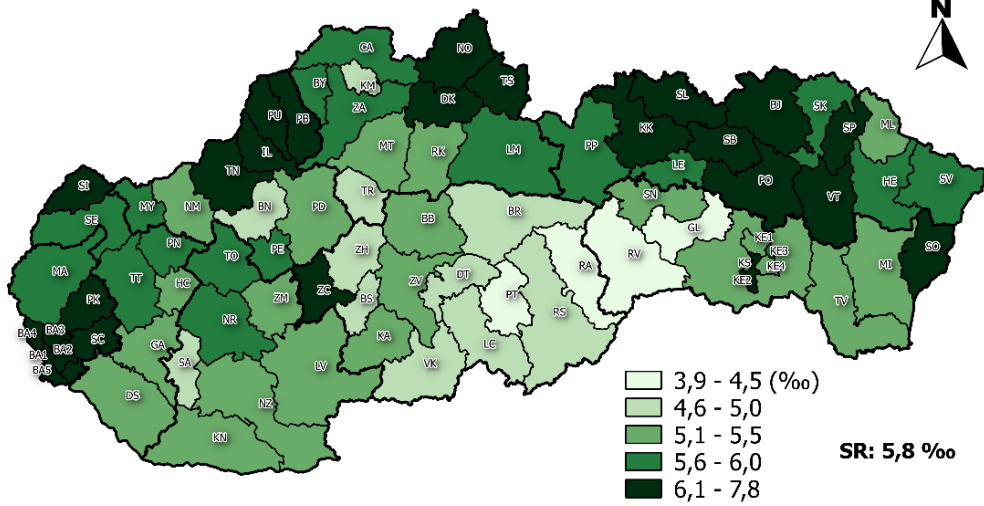 N
CA
NO
BY
KM
TS
PU
PB
ZA
DK
SL
BJ
SK
SP
ML
IL
MT
RK
LM
PP
KK
SB
TN
LE
PO
HE
SV
SI
VT
SE
MY
NM
BN
PD
TR
SN
BB
BR
GL
PN
TO
PE
ZH
RV
KE1
SO
MA
TT
KS
KE3
KE4
RA
MI
HC
ZC
ZV
DT
KE2
PK
ZM
BS
PT
TV
NR
RS
BA4
BA3
SC
KA
BA1
BA2
GA
LC
BA5
SA
LV
VK
DS
NZ
KN
3,9 - 4,5 (‰)
4,6 - 5,0
5,1 - 5,5
5,6 - 6,0
6,1 - 7,8
SR: 5,8 ‰